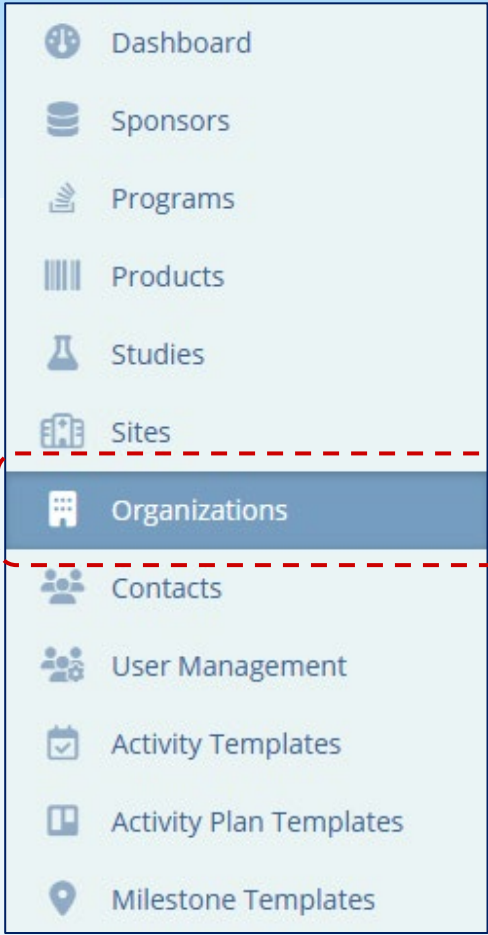 Dashboard
Sponsors
Programs
Products
Studies
Sites
Organizations
Contacts
User Management
Activity Templates
Activity Plan Templates
Milestone Templates